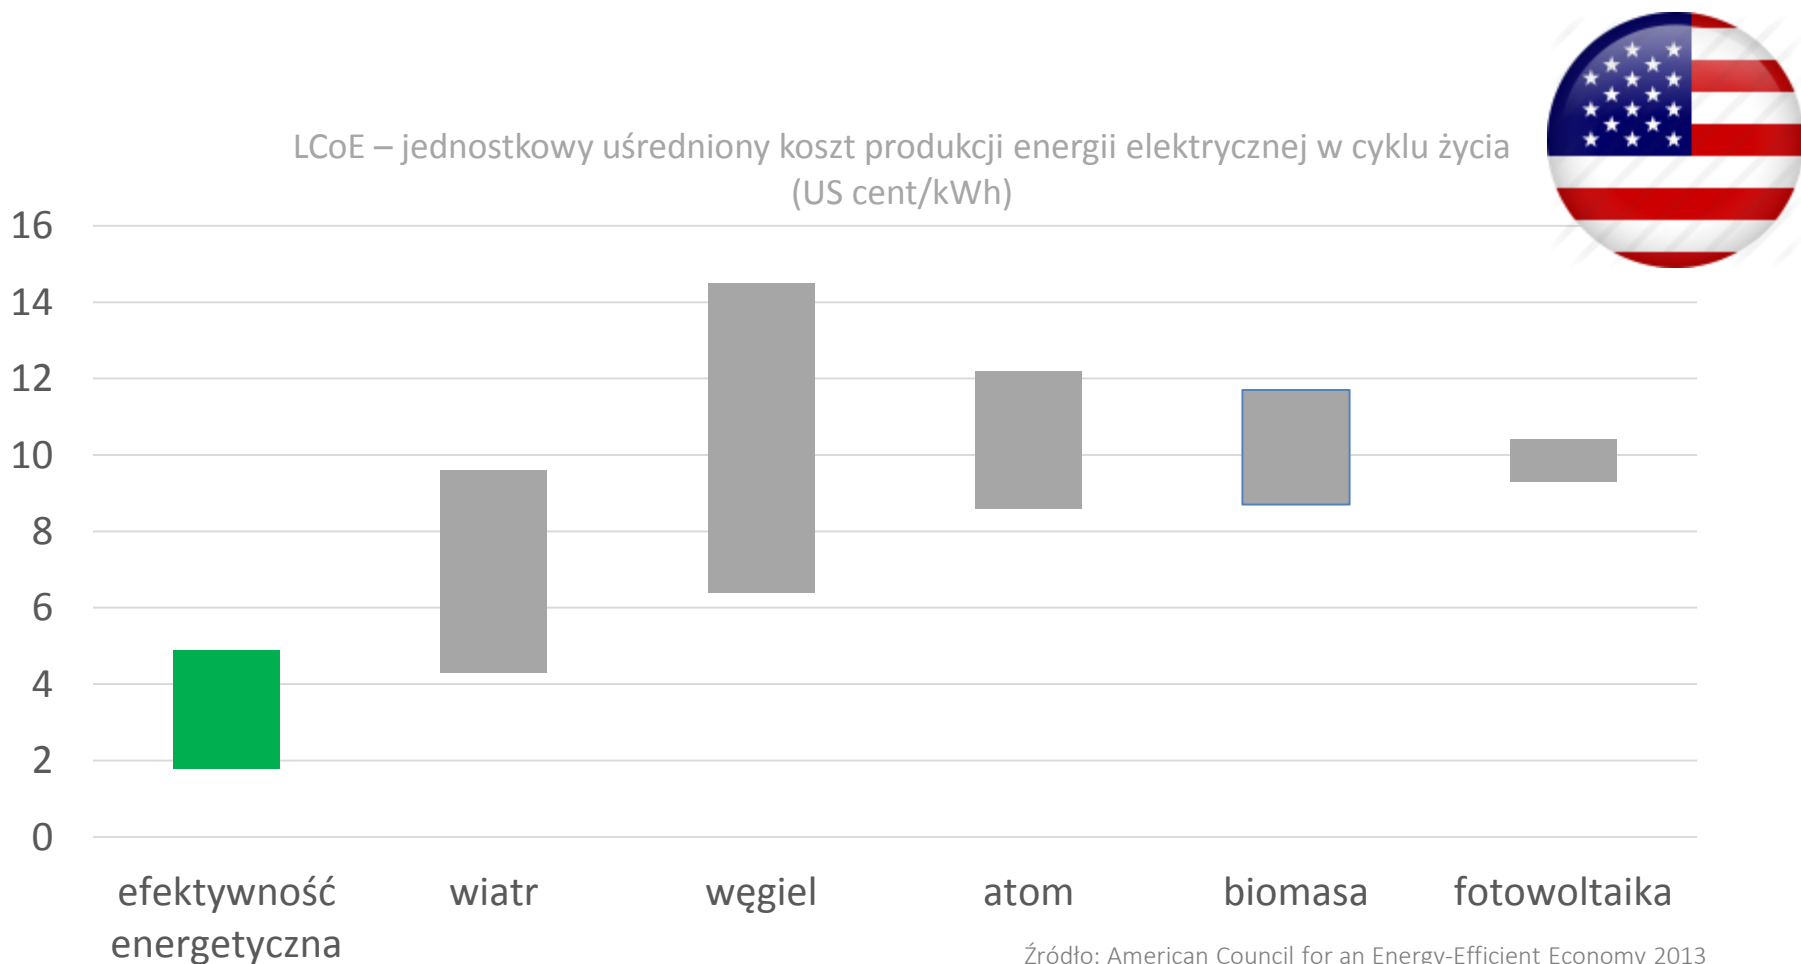 LCoE – jednostkowy uśredniony koszt produkcji energii elektrycznej w cyklu życia
(US cent/kWh)
16
14
12
10
8
6
4
2
0
efektywność
energetyczna
wiatr
węgiel
atom
biomasa
fotowoltaika
Źródło: American Council for an Energy-Efficient Economy 2013